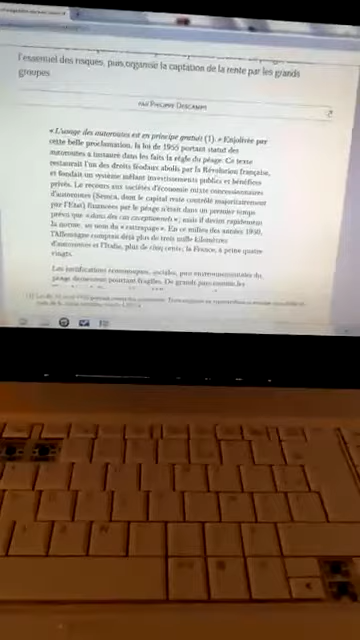 l'essentiel des risques, puis organise la captation de la rente par les grands
groupes
PAR PHILIPPE DESCAMPS
« L'usage des autoroutes est en principe gratuit (1). » Enjolivée par
cette belle proclamation, la loi de 1955 portant statut des
autoroutes a instauré dans les faits la règle du péage. Ce texte
restaurait l'un des droits féodaux abolis par la Révolution française,
et fondait un système mêlant investissements publics et bénéfices
privés. Le recours aux sociétés d'économie mixte concessionnaires
d'autoroutes (Semca, dont le capital reste contrôlé majoritairement
par l'Etat) financées par le péage n'était dans un premier temps
prévu que « dans des cas exceptionnels » ; mais il devint rapidement
la norme, au nom du « rattrapage ». En ce milieu des années 1950,
l'Allemagne comptait déjà plus de trois mille kilomètres
d'autoroutes et l'Italie, plus de cinq cents ; la France, à peine quatre-
vingts.
Les justifications économiques, sociales, puis environnementales du
péage demeurent pourtant fragiles. De grands pays comme les